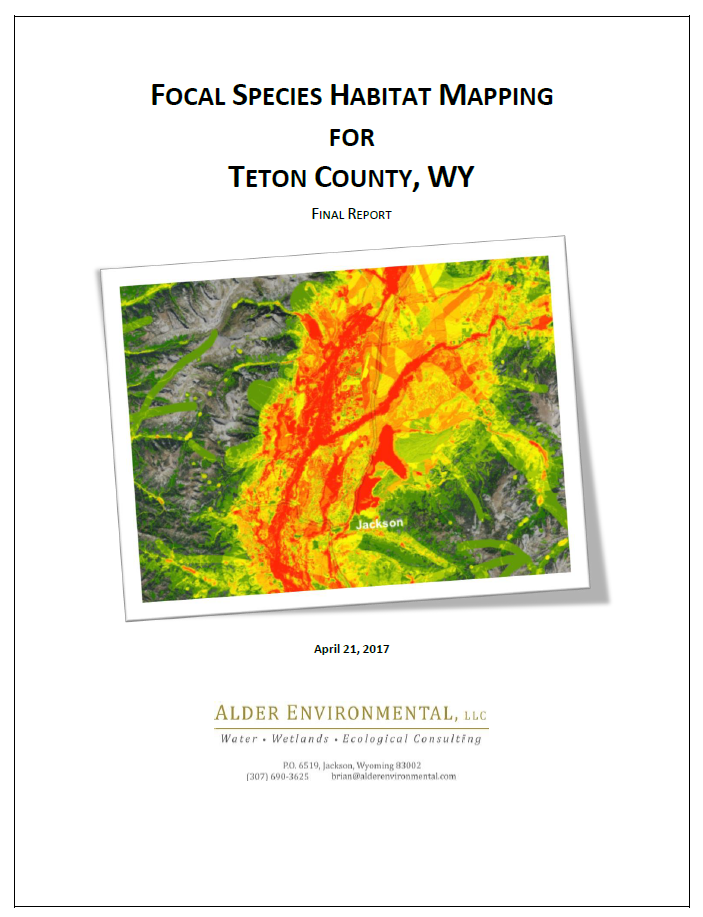 FOCAL SPECIES HABITAT MAPPING
FOR
TETON COUNTY, WY
FINAL REPORT
Jackson
April 21, 2017
ALDER ENVIRONMENTAL, LLC
Water • Wetlands • Ecological Consulting
P.O. 6519, Jackson, Wyoming 83002
(307) 690-3625 brian@alderenvironmental.com